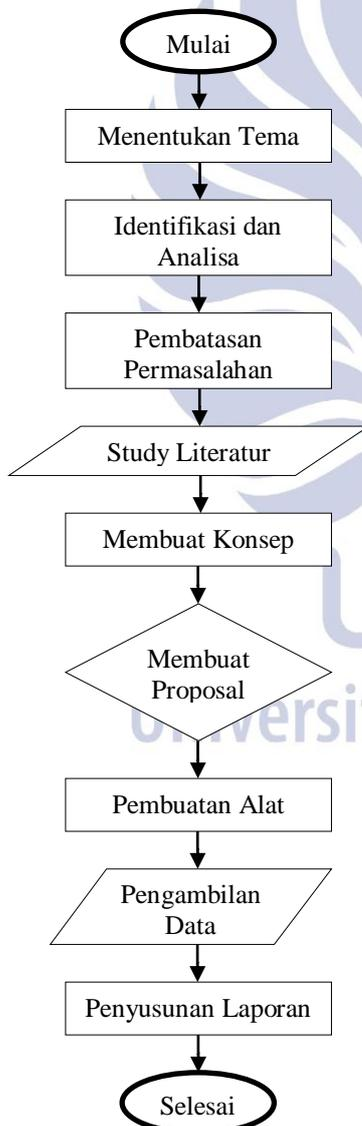 Mulai
Menentukan Tema
Identifikasi dan
Analisa
Pembatasan
Permasalahan
Study Literatur
Membuat Konsep
Membuat
Proposal
Pembuatan Alat
Pengambilan
Data
Penyusunan Laporan
Selesai